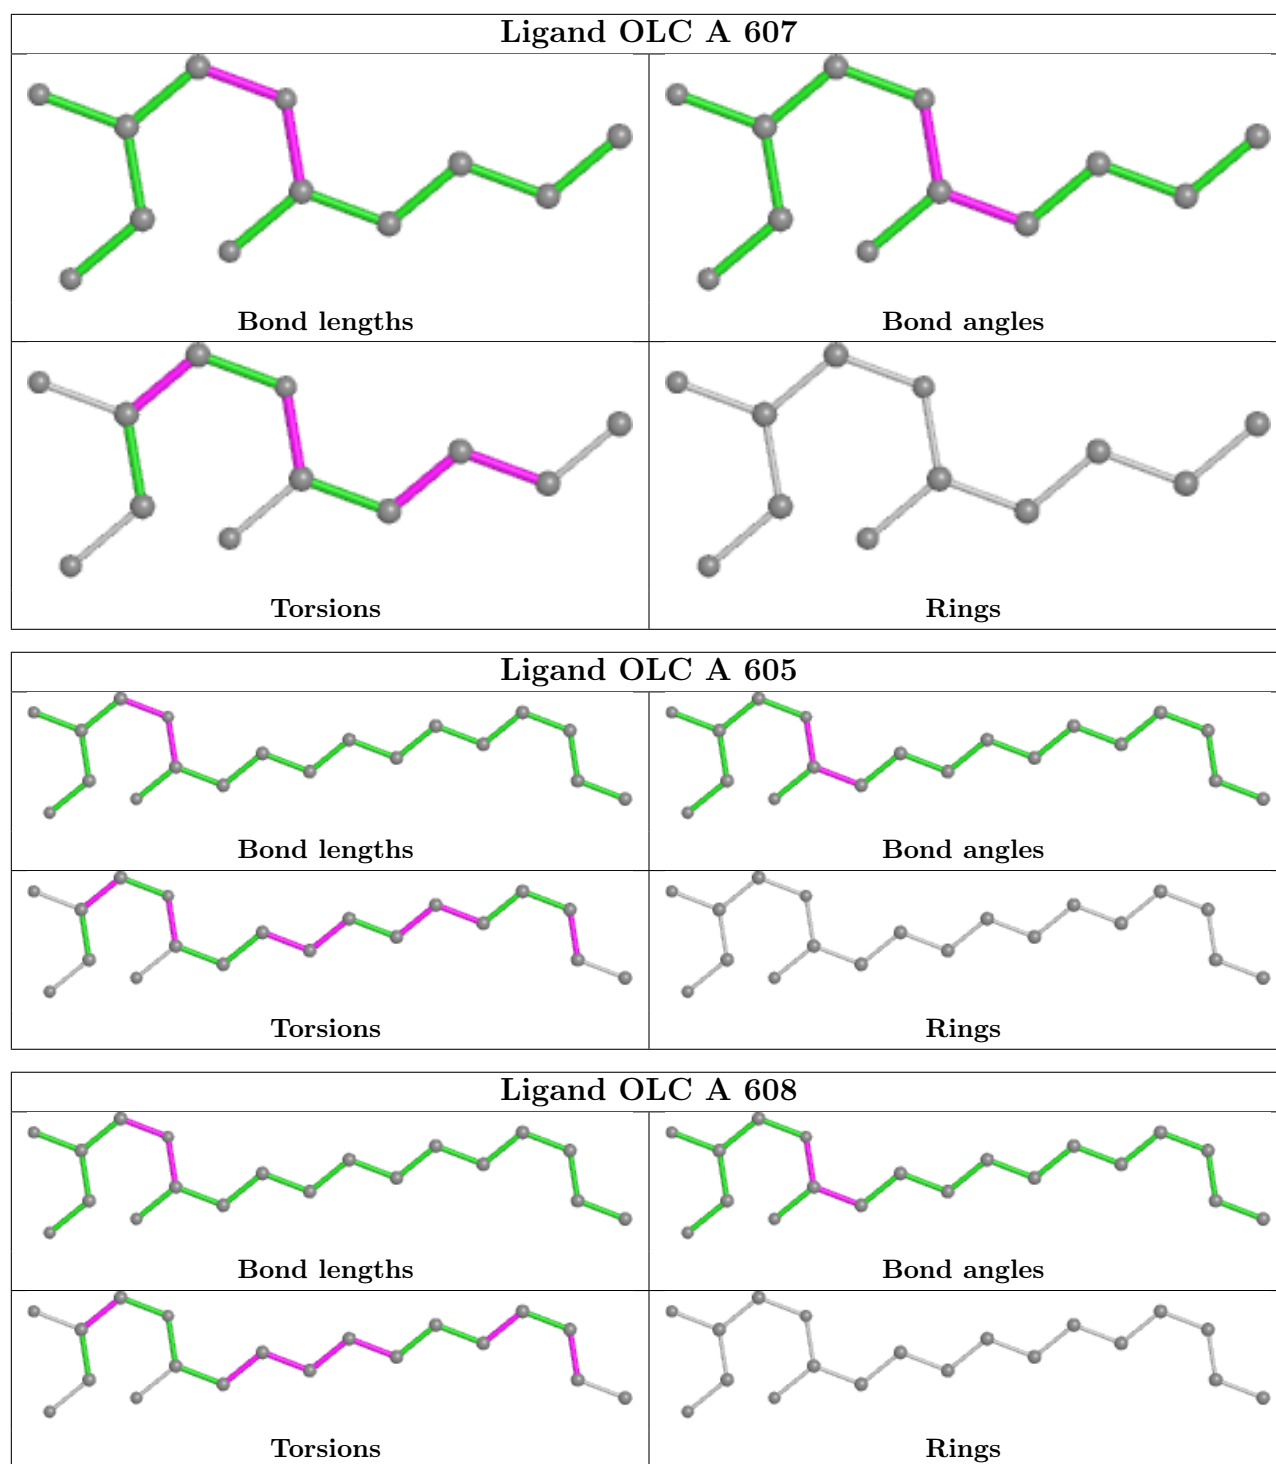 Ligand OLC A 607
Bond lengths
Bond angles
Torsions
Rings
Ligand OLC A 605
Bond lengths
Bond angles
Torsions
Rings
Ligand OLC A 608
Bond lengths
Bond angles
Torsions
Rings